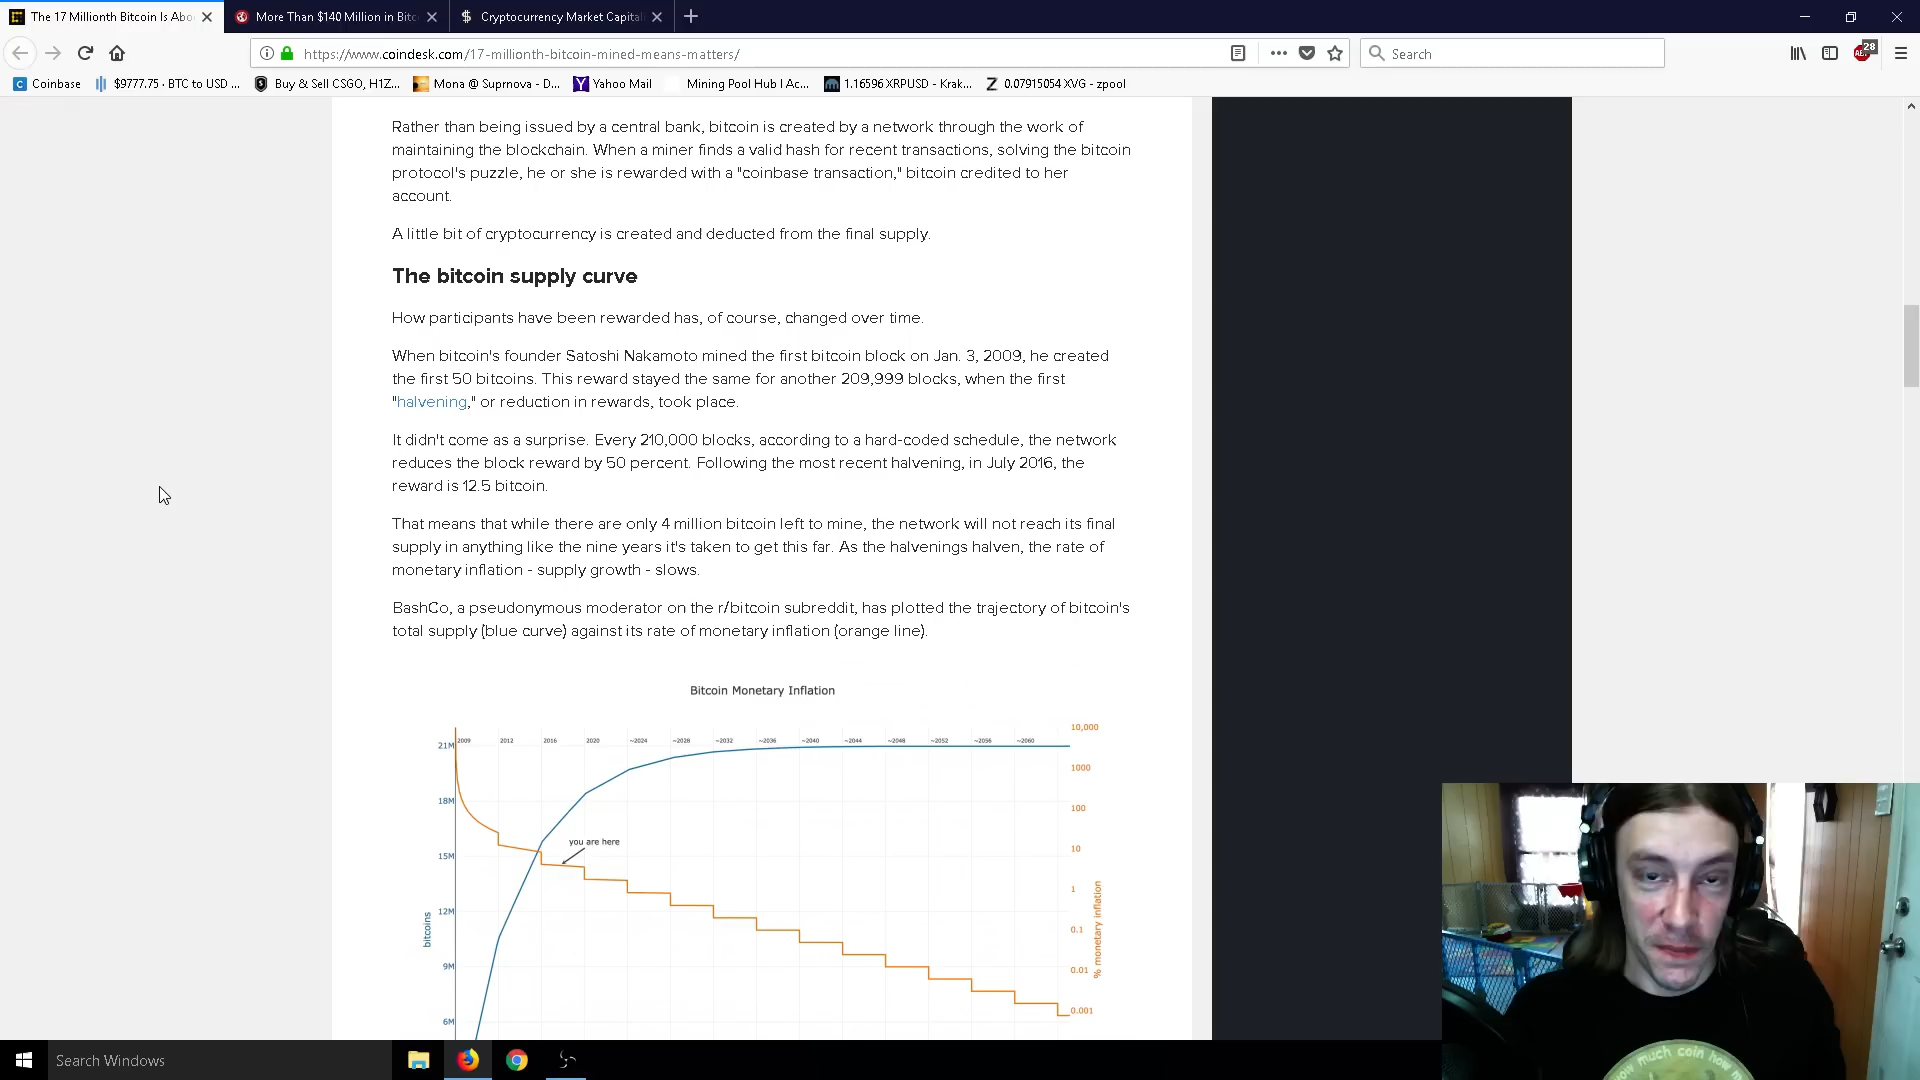 The 17 Millionth Bitcoin Is Abo
More Than $140 Million in Bitc
Cryptocurrency Market Capital
https://www.coindesk.com/17-millionth-bitcoin-mined-means-matters/
Search
28
Coinbase
$9777.75 · BTC to USD ...
Buy & Sell CSGO, H1Z...
Mona @ Suprnova - D...
Yahoo Mail
Mining Pool Hub | Ac...
1.16596 XRPUSD - Krak...
0.07915054 XVG - zpool
Rather than being issued by a central bank, bitcoin is created by a network through the work of
maintaining the blockchain. When a miner finds a valid hash for recent transactions, solving the bitcoin
protocol's puzzle, he or she is rewarded with a "coinbase transaction," bitcoin credited to her
account.
A little bit of cryptocurrency is created and deducted from the final supply.
The bitcoin supply curve
How participants have been rewarded has, of course, changed over time.
When bitcoin's founder Satoshi Nakamoto mined the first bitcoin block on Jan. 3, 2009, he created
the first 50 bitcoins. This reward stayed the same for another 209,999 blocks, when the first
"halvening," or reduction in rewards, took place.
It didn't come as a surprise. Every 210,000 blocks, according to a hard-coded schedule, the network
reduces the block reward by 50 percent. Following the most recent halvening, in July 2016, the
reward is 12.5 bitcoin.
That means that while there are only 4 million bitcoin left to mine, the network will not reach its final
supply in anything like the nine years it's taken to get this far. As the halvenings halven, the rate of
monetary inflation - supply growth - slows.
BashCo, a pseudonymous moderator on the r/bitcoin subreddit, has plotted the trajectory of bitcoin's
total supply (blue curve) against its rate of monetary inflation (orange line).
Bitcoin Monetary Inflation
2009 2012 2016 2020 ~2024 ~2028 ~2032 ~2036 ~2040 ~2044 ~2048 ~2052 ~2056 ~2060
21M
18M
15M
12M
9M
6M
bitcoins
you are here
10,000
1000
100
10
1
0.1
0.01
0.001
% monetary inflation
much coin how m
Search Windows